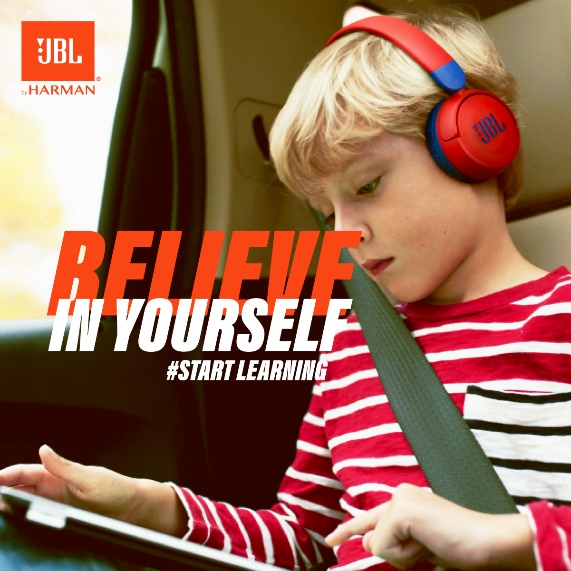 JBL®
by HARMAN
JBL
BELIEVE
IN YOURSELF
#START LEARNING